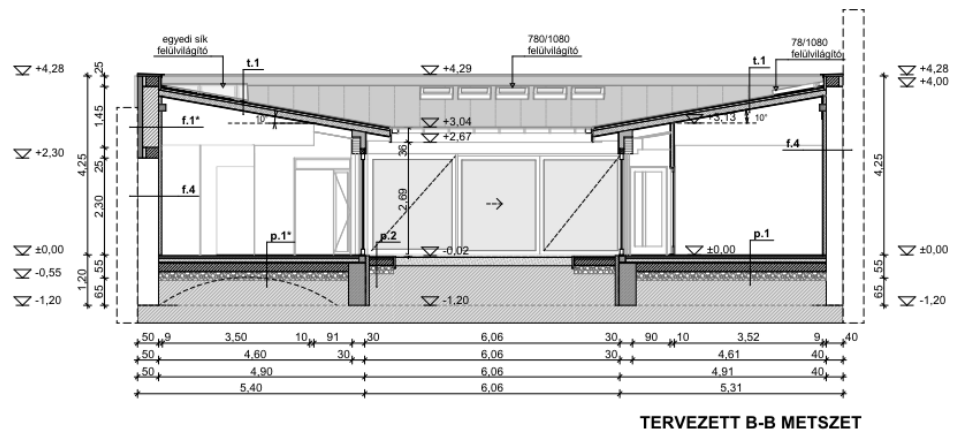 egyedi sík
felülvilágító
780/1080
felülvilágító
78/1080
felülvilágító
t.1
t.1
+4,28
25
+4,29
+4,28
+4,00
1,45
f.1*
10°
+3,04
+3,13
10°
+2,67
f.4
+2,30
4,25
25
36
4,25
f.4
2,30
2,69
p.1*
p.2
p.1
±0,00
-0,02
±0,00
±0,00
-0,55
1,20
55
55
65
65
-1,20
-1,20
-1,20
50 9 3,50 10 91 30 6,06 30 90 10 3,52 9 40
50 4,60 30 6,06 30 4,61 40
50 4,90 6,06 4,91 40
5,40 6,06 5,31
TERVEZETT B-B METSZET